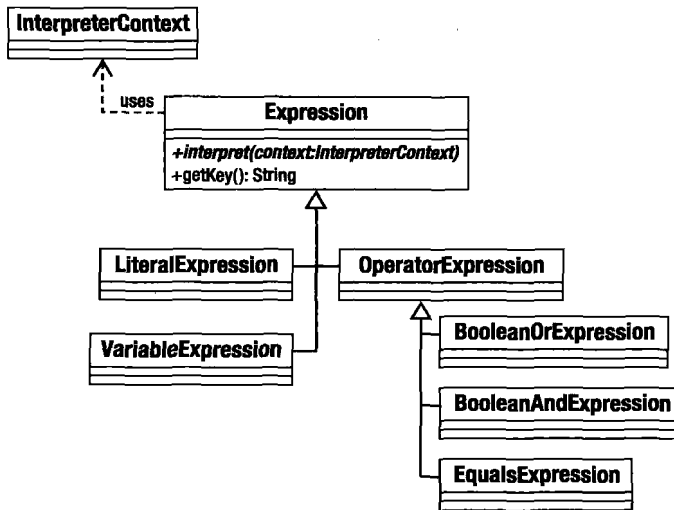 InterpreterContext
uses
Expression
+interpret(context:InterpreterContext)
+getKey(): String
LiteralExpression
OperatorExpression
VariableExpression
BooleanOrExpression
BooleanAndExpression
EqualsExpression